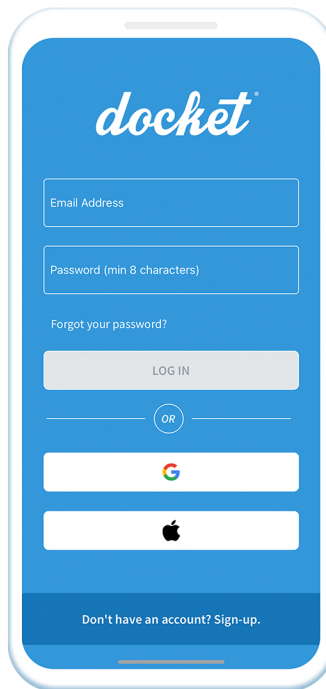 docket
Email Address
Password (min 8 characters)
Forgot your password?
LOG IN
OR
Don't have an account? Sign-up.